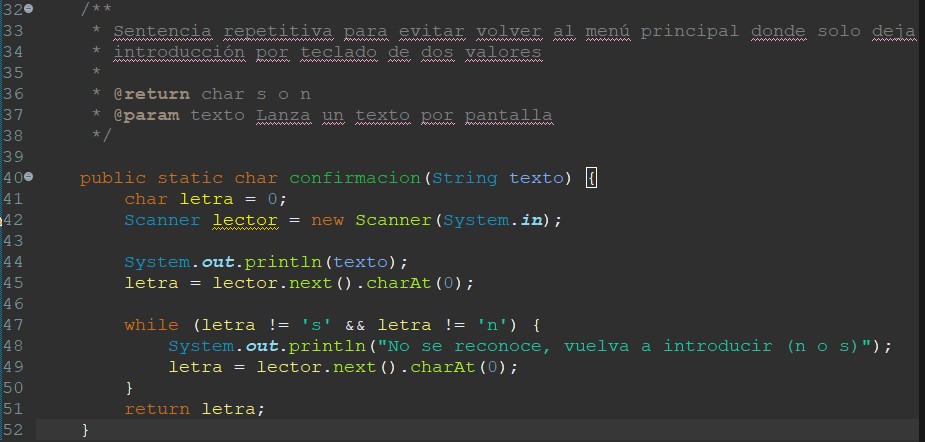 32 /**
33 * Sentencia repetitiva para evitar volver al menú principal donde solo deja
34 * introducción por teclado de dos valores
35 *
36 * @return char s o n
37 * @param texto Lanza un texto por pantalla
38 */
39
40 public static char confirmacion(String texto) {
41 char letra = 0;
42 Scanner lector = new Scanner(System.in);
43
44 System.out.println(texto);
45 letra = lector.next().charAt(0);
46
47 while (letra != 's' && letra != 'n') {
48 System.out.println("No se reconoce, vuelva a introducir (n o s)");
49 letra = lector.next().charAt(0);
50 }
51 return letra;
52 }